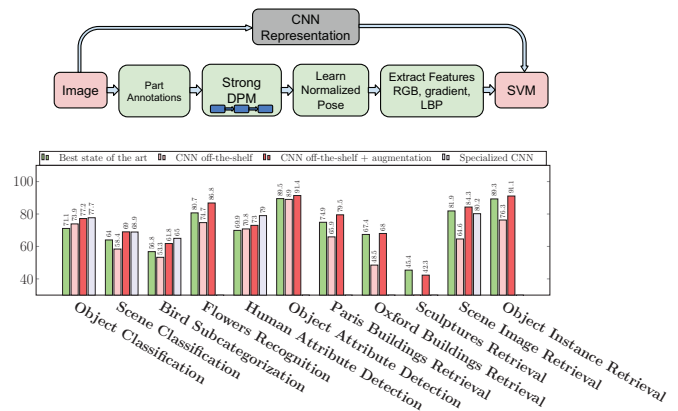 CNN
Representation
Image
Part
Annotations
Strong
DPM
Learn
Normalized
Pose
Extract Features
RGB, gradient,
LBP
SVM
Best state of the art CNN off-the-shelf CNN off-the-shelf + augmentation Specialized CNN
100
80
60
40
71.1 73.9 77.2 77.7
64 58.4 69 68.9
56.8 53.3 61.8 65
80.7 74.7 86.8
69.9 70.8 73 79
89.5 89 91.4
74.9 65.9 79.5
67.4 48.5 68
45.4 42.3
81.9 64.6 84.3 80.2
89.3 76.3 91.1
Object Classification
Scene Classification
Bird Subcategorization
Flowers Recognition
Human Attribute Detection
Object Attribute Detection
Paris Buildings Retrieval
Oxford Buildings Retrieval
Sculptures Retrieval
Scene Image Retrieval
Object Instance Retrieval